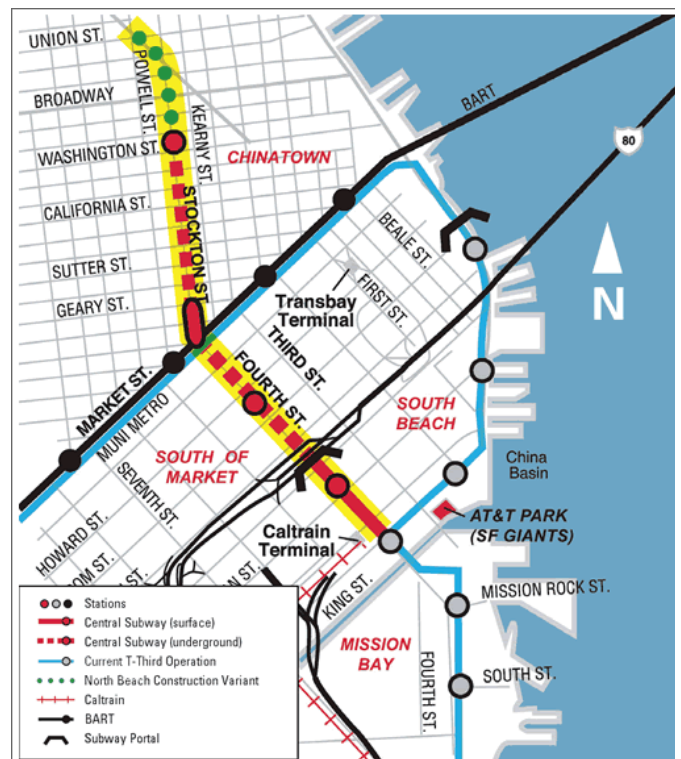 UNION ST.
BROADWAY
POWELL ST.
KEARNY ST.
WASHINGTON ST.
CHINATOWN
CALIFORNIA ST.
STOCKTON ST.
SUTTER ST.
GEARY ST.
BART
80
BEALE ST.
FIRST ST.
Transbay
Terminal
THIRD ST.
FOURTH ST.
N
MARKET ST.
MUNI METRO
SOUTH
BEACH
SOUTH OF
MARKET
SEVENTH ST.
China
Basin
HOWARD ST.
AT&T PARK
(SF GIANTS)
Caltrain
Terminal
KING ST.
MISSION ROCK ST.
MISSION
BAY
FOURTH ST.
SOUTH ST.
Stations
Central Subway (surface)
Central Subway (underground)
Current T-Third Operation
North Beach Construction Variant
Caltrain
BART
Subway Portal